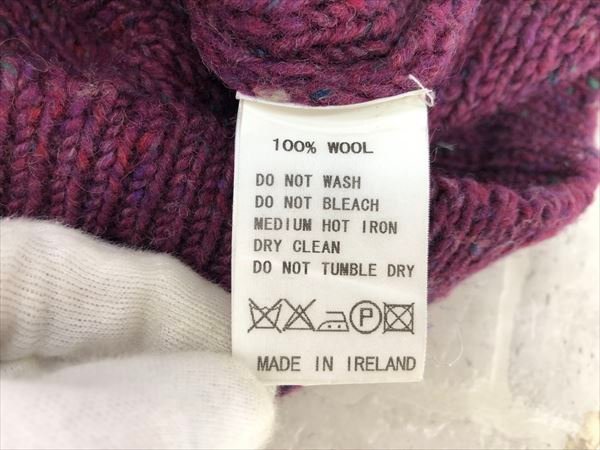 100% WOOL
DO NOT WASH
DO NOT BLEACH
MEDIUM HOT IRON
DRY CLEAN
DO NOT TUMBLE DRY
P
MADE IN IRELAND